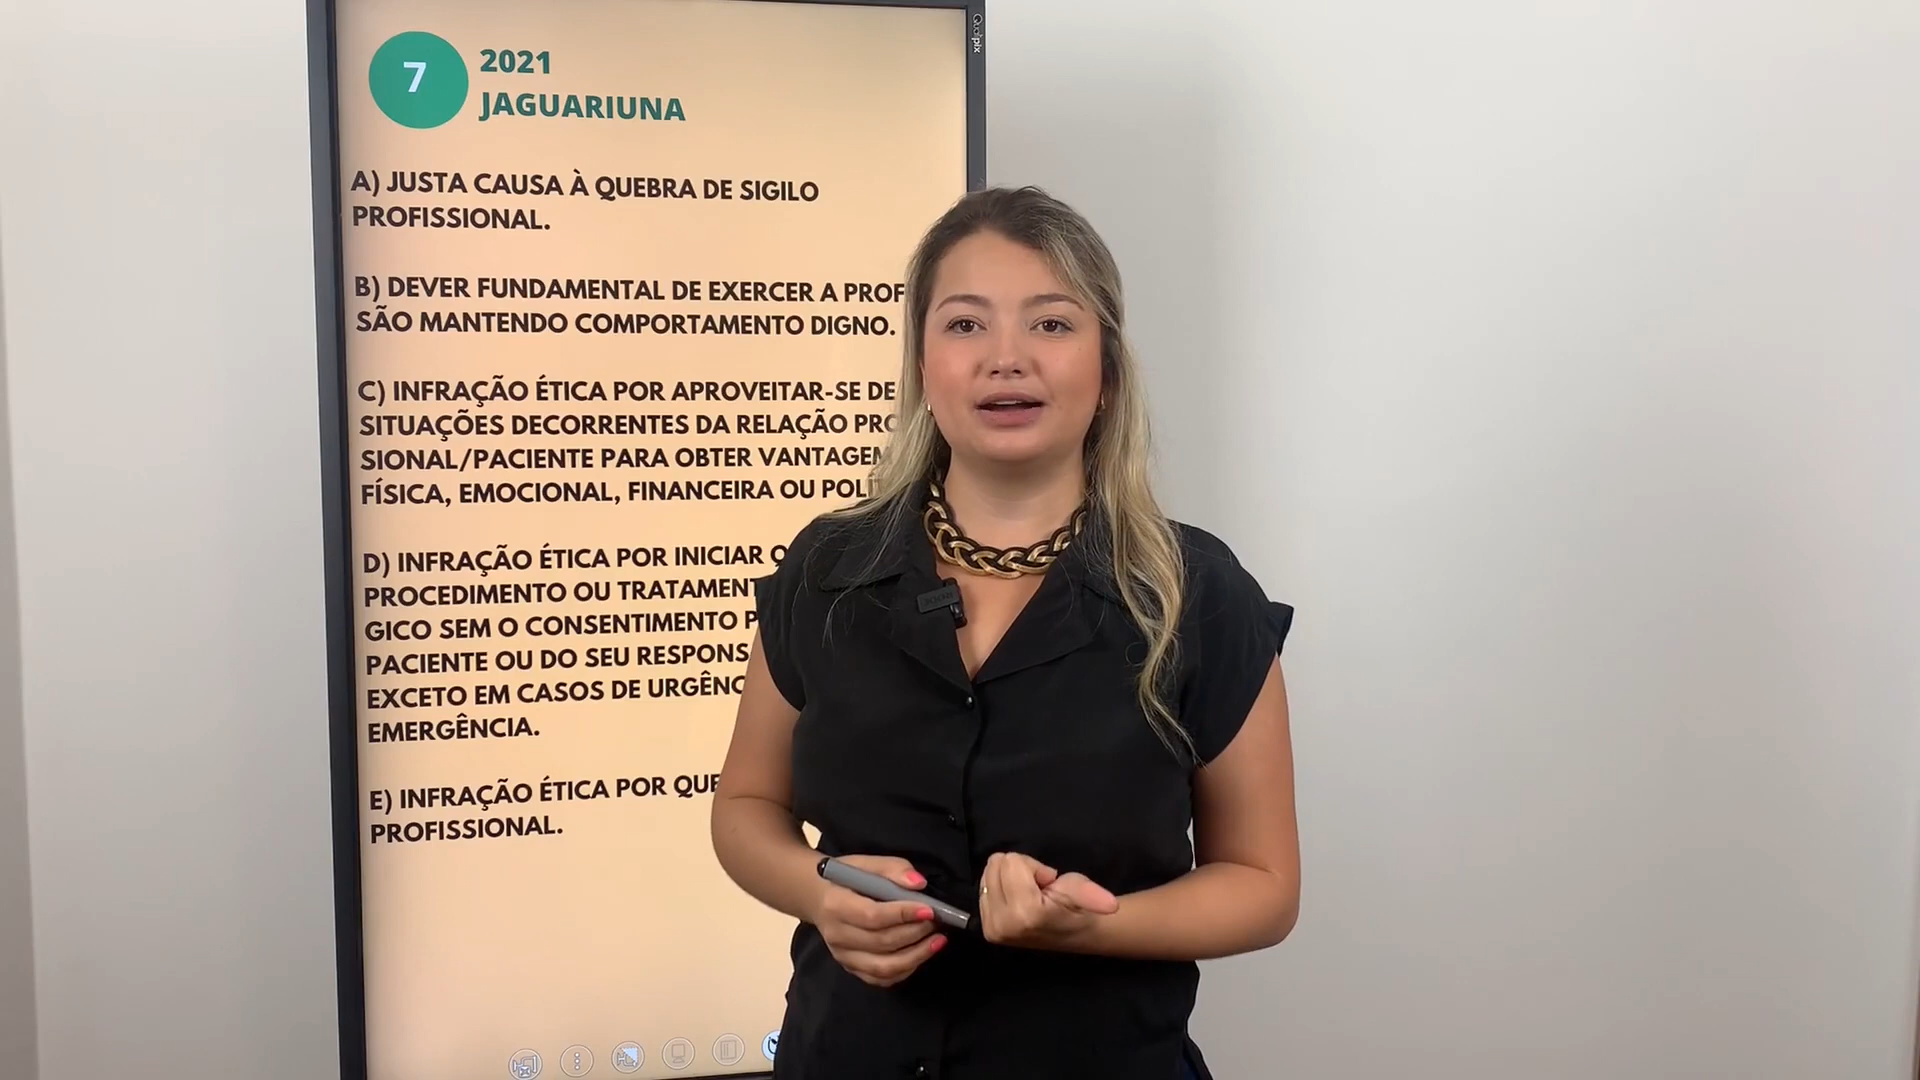 7
2021
JAGUARIUNA
Qualpix
A) JUSTA CAUSA À QUEBRA DE SIGILO
PROFISSIONAL.
B) DEVER FUNDAMENTAL DE EXERCER A PROF
SÃO MANTENDO COMPORTAMENTO DIGNO.
C) INFRAÇÃO ÉTICA POR APROVEITAR-SE DE
SITUAÇÕES DECORRENTES DA RELAÇÃO PRO
SIONAL/PACIENTE PARA OBTER VANTAGEM
FÍSICA, EMOCIONAL, FINANCEIRA OU POLÍ
D) INFRAÇÃO ÉTICA POR INICIAR
PROCEDIMENTO OU TRATAMENT
GICO SEM O CONSENTIMENTO P
PACIENTE OU DO SEU RESPONS
EXCETO EM CASOS DE URGÊNC
EMERGÊNCIA.
E) INFRAÇÃO ÉTICA POR QUE
PROFISSIONAL.